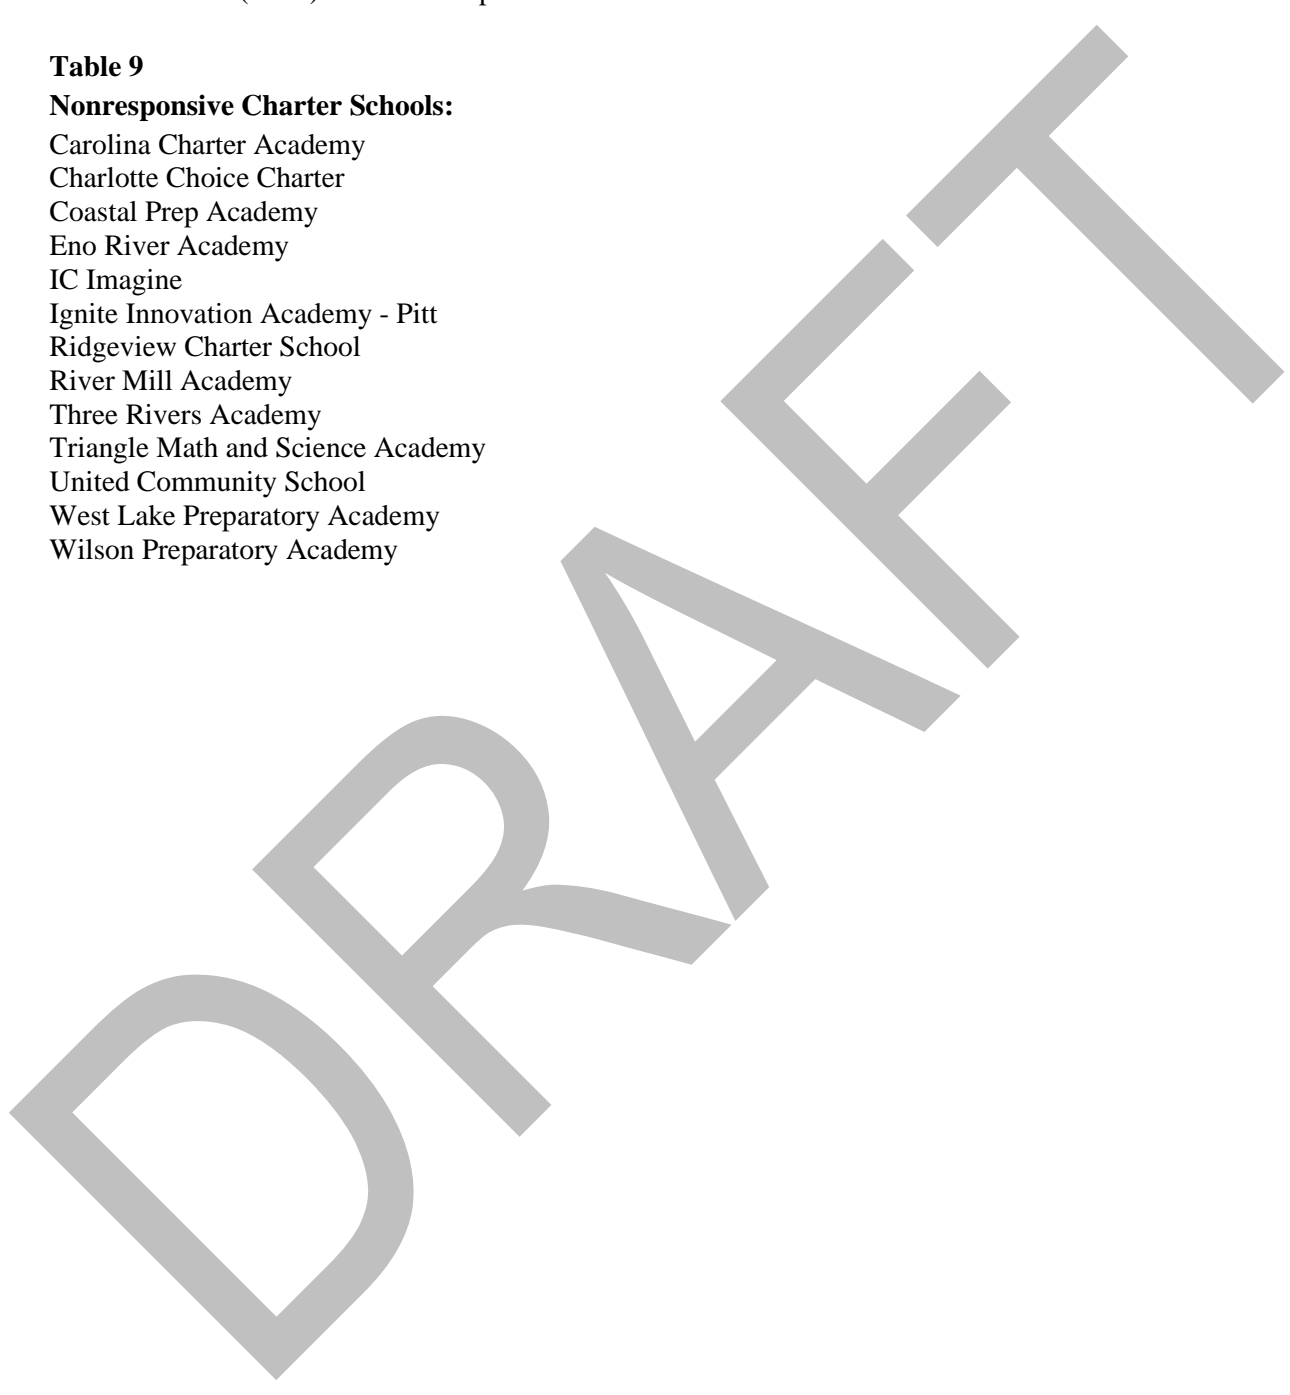 Table 9
Nonresponsive Charter Schools:
Carolina Charter Academy
Charlotte Choice Charter
Coastal Prep Academy
Eno River Academy
IC Imagine
Ignite Innovation Academy - Pitt
Ridgeview Charter School
River Mill Academy
Three Rivers Academy
Triangle Math and Science Academy
United Community School
West Lake Preparatory Academy
Wilson Preparatory Academy
DRAFT